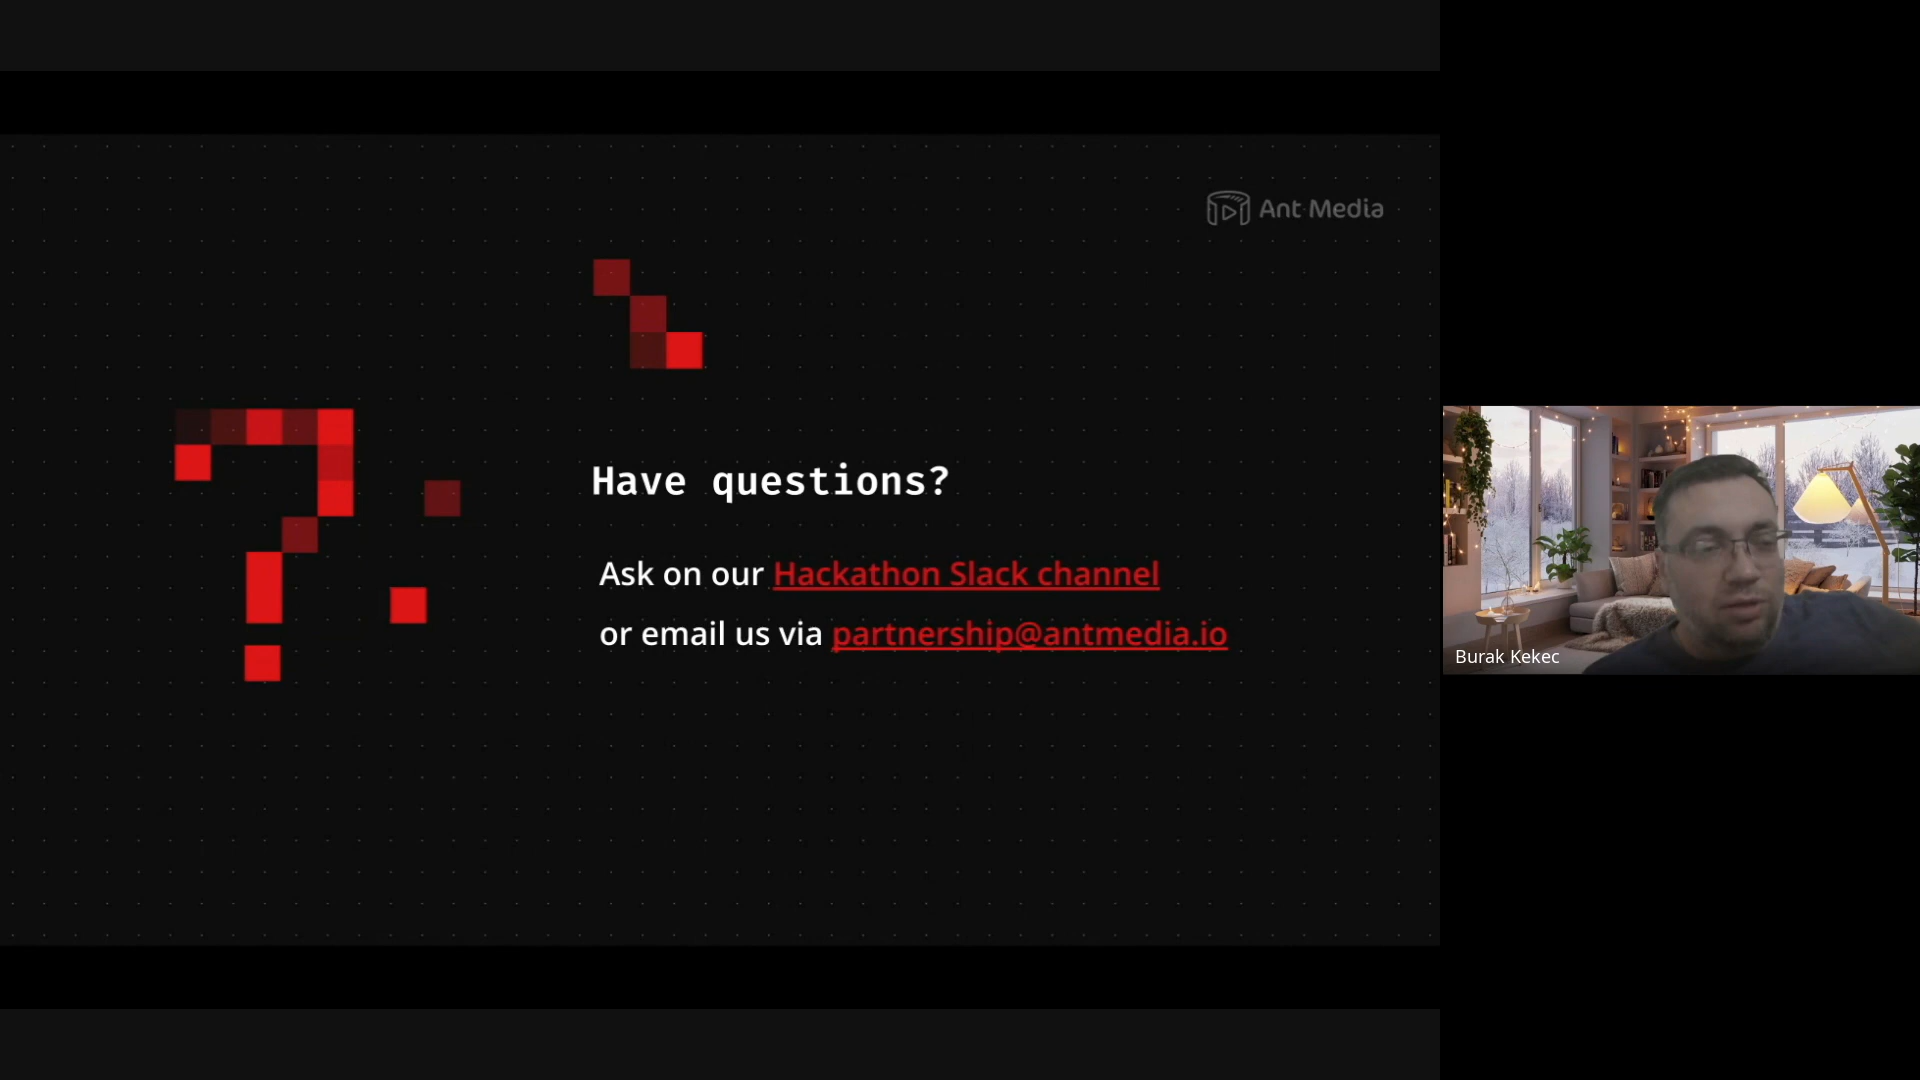 Ant Media
Have questions?
Ask on our Hackathon Slack channel
or email us via partnership@antmedia.io
Burak Kekec